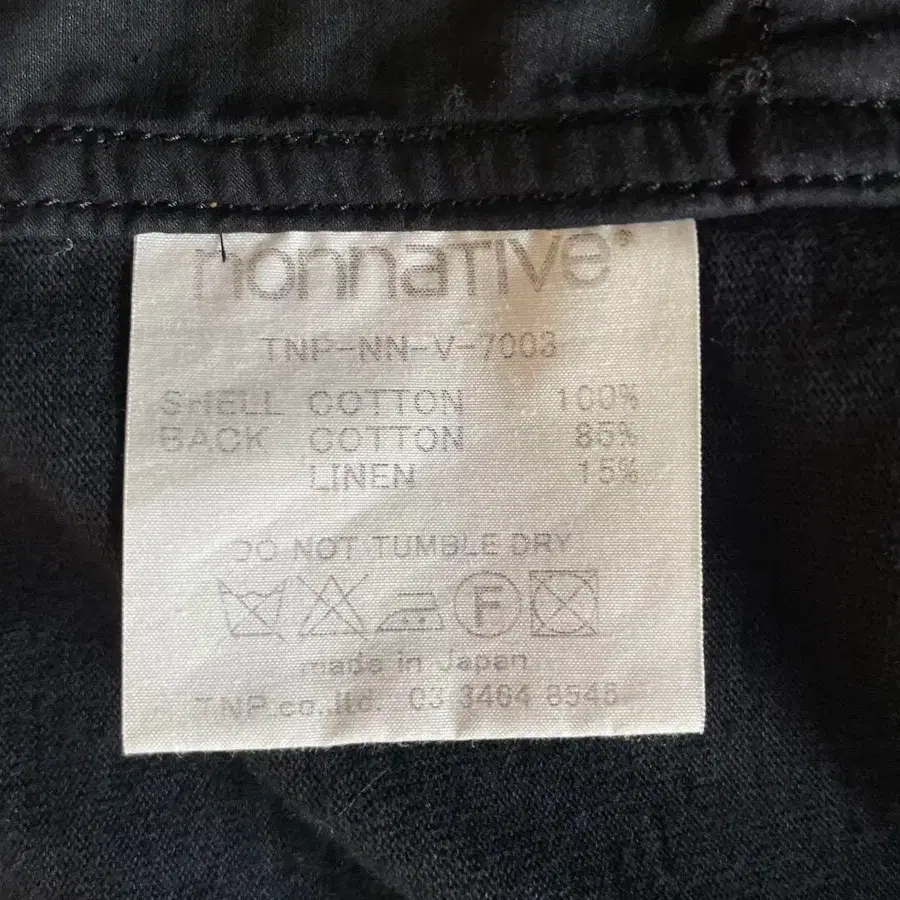 nonnative®
TNP-NN-V-7003
SHELL COTTON 100%
BACK COTTON 85%
LINEN 15%
DO NOT TUMBLE DRY
F
made in Japan
TNP.co.,ltd. 03 3464 8546